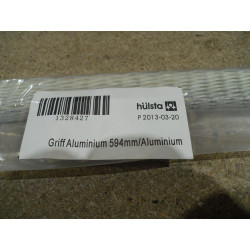 hülsta
1328427
P 2013-03-20
Griff Aluminium 594mm/Aluminium